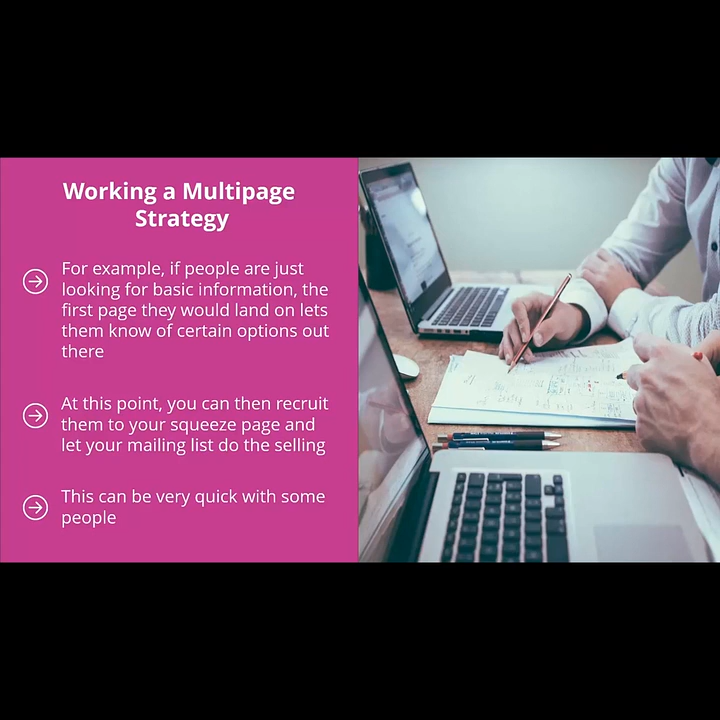 Working a Multipage
Strategy
For example, if people are just
looking for basic information, the
first page they would land on lets
them know of certain options out
there
At this point, you can then recruit
them to your squeeze page and
let your mailing list do the selling
This can be very quick with some
people